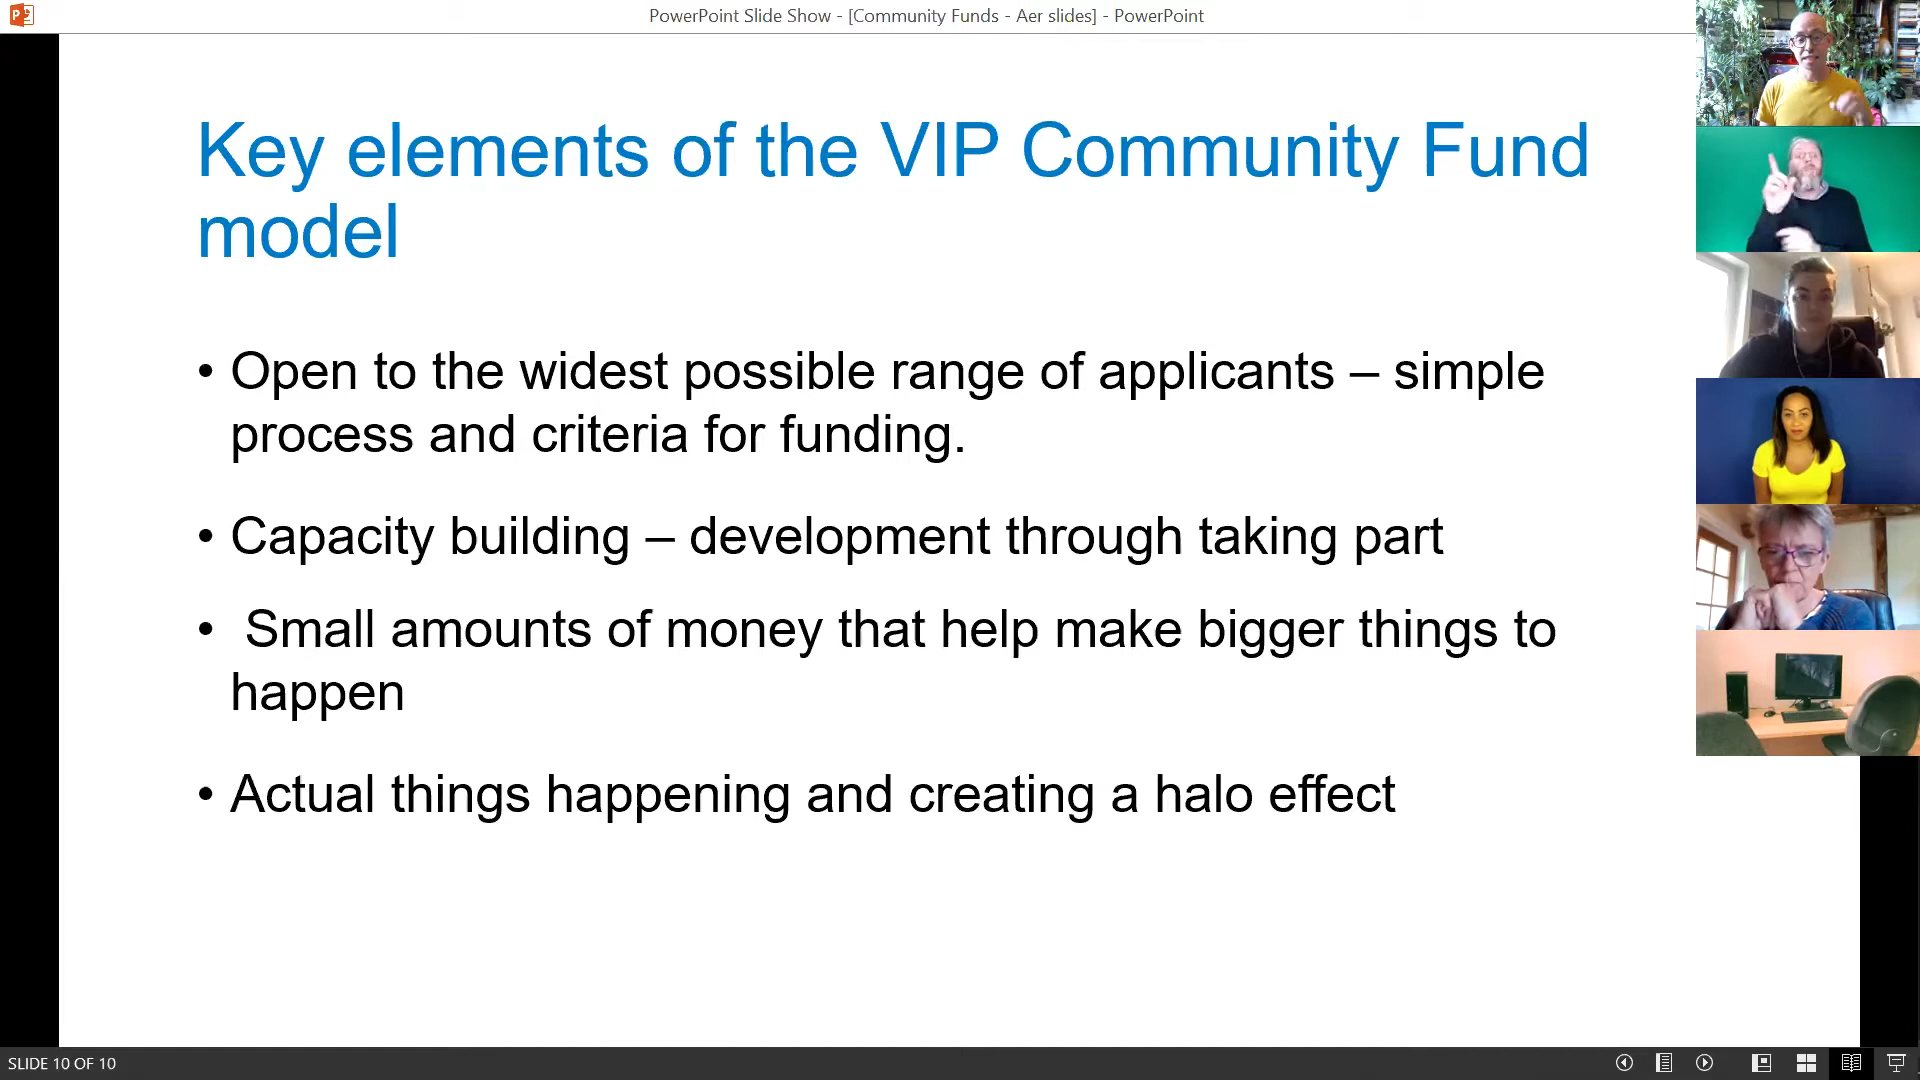 PowerPoint Slide Show - [Community Funds - Aer slides] - PowerPoint
Key elements of the VIP Community Fund
model
• Open to the widest possible range of applicants – simple
process and criteria for funding.
• Capacity building – development through taking part
• Small amounts of money that help make bigger things to
happen
• Actual things happening and creating a halo effect
SLIDE 10 OF 10